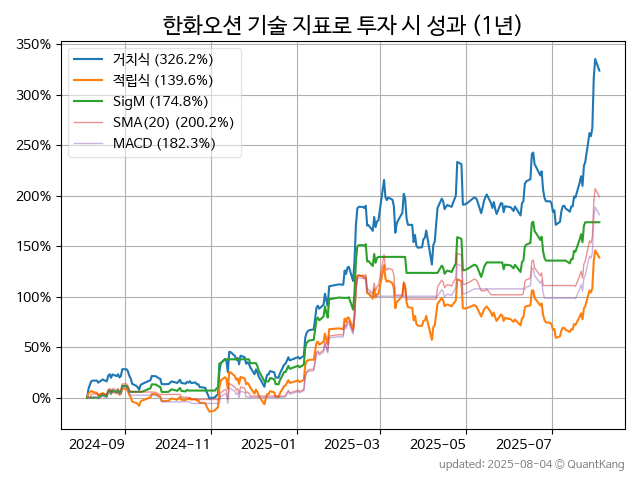 한화오션 기술 지표로 투자 시 성과 (1년)
350%
300%
250%
200%
150%
100%
50%
0%
거치식 (326.2%)
적립식 (139.6%)
SigM (174.8%)
SMA(20) (200.2%)
MACD (182.3%)
2024-09
2024-11
2025-01
2025-03
2025-05
2025-07
updated: 2025-08-04 © QuantKang